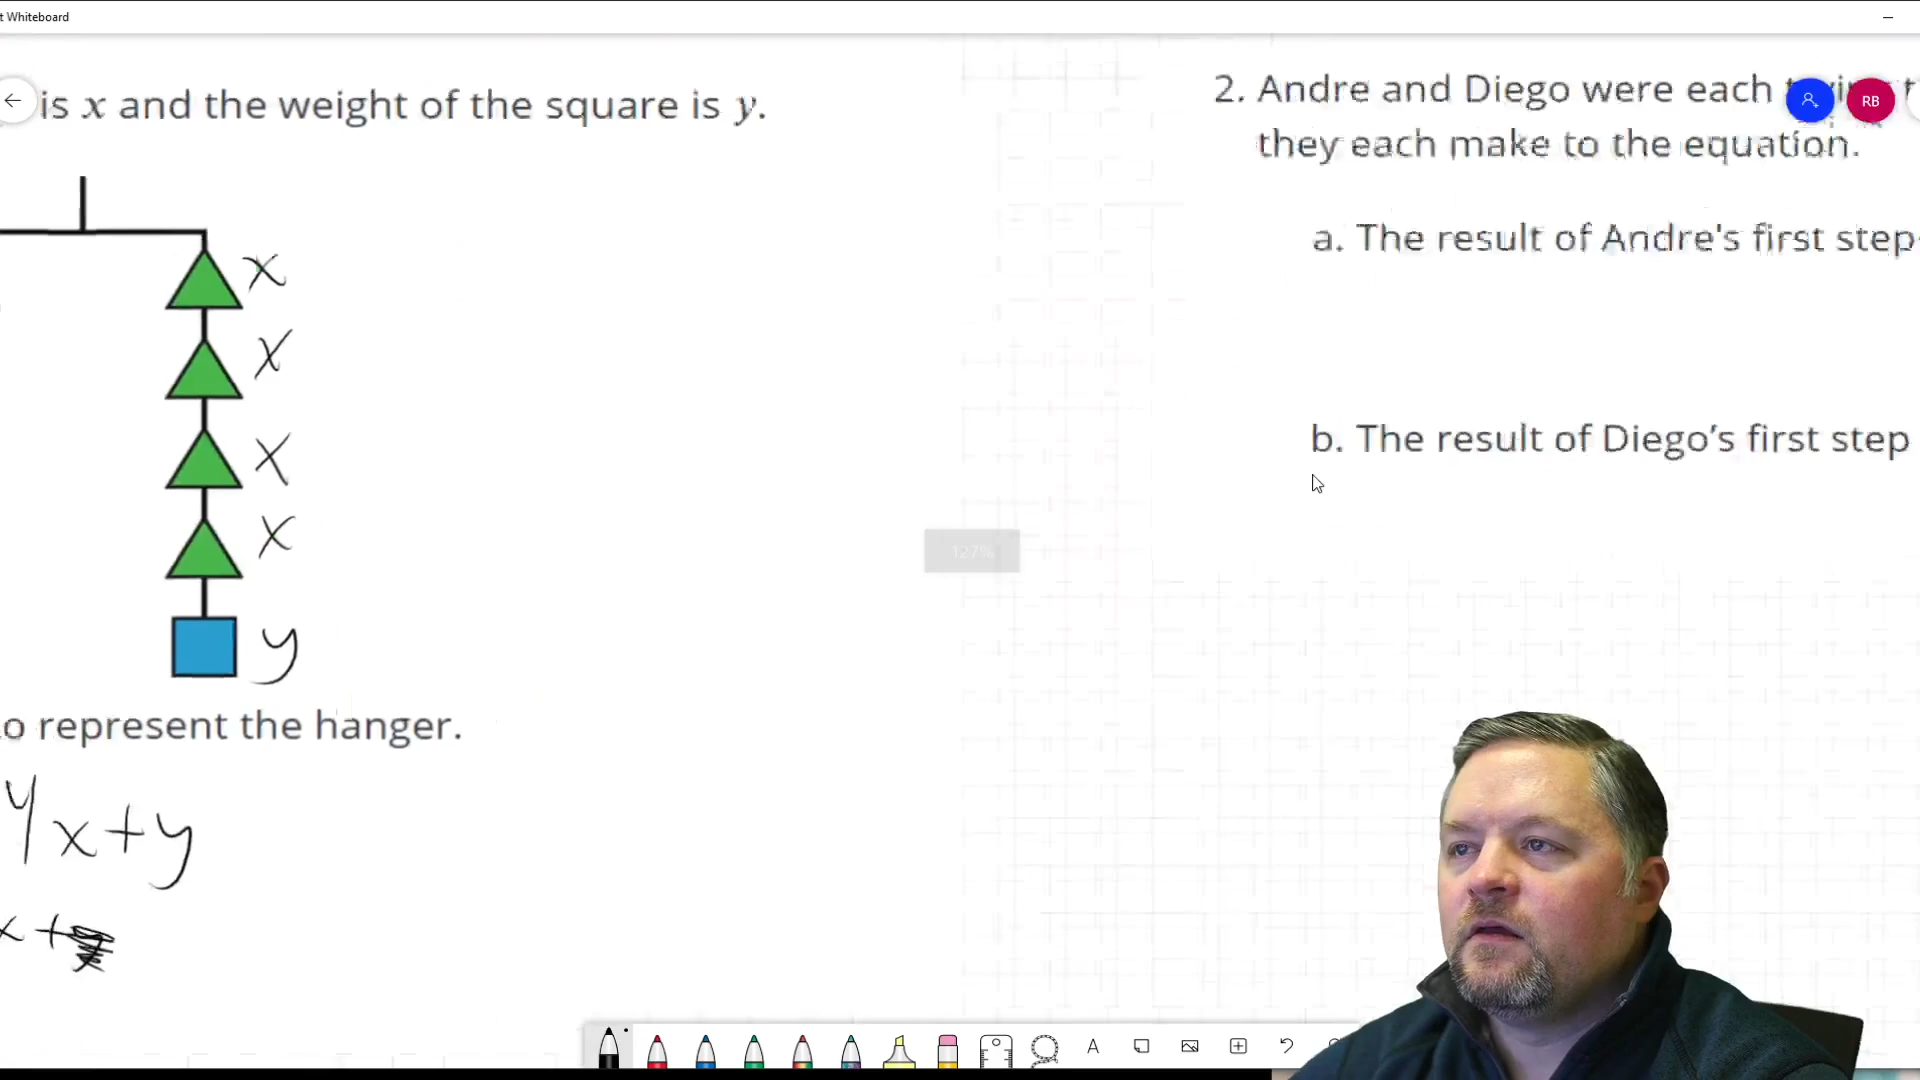 t Whiteboard
is x and the weight of the square is y.
x
x
x
x
y
o represent the hanger.
4x+y
x+
2. Andre and Diego were each
they each make to the equation.
a. The result of Andre's first step
b. The result of Diego's first step
127%
RB
A